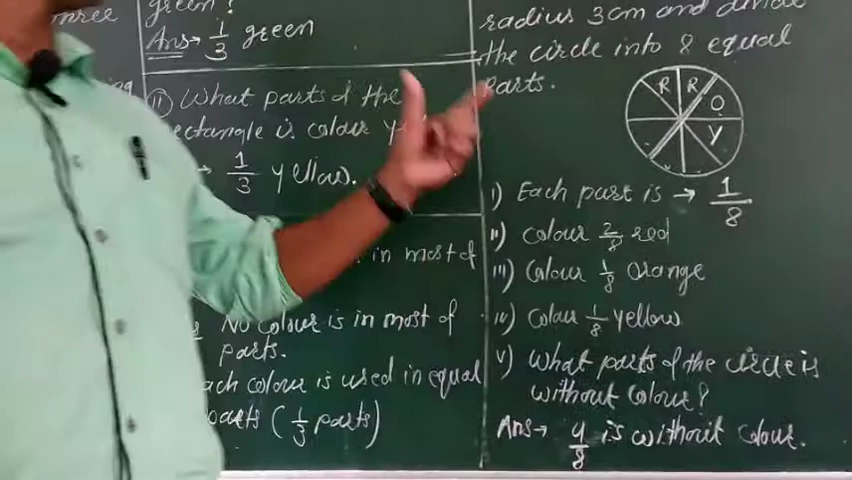 green?
Ans→ 1/3 green
(ii) What parts of the
rectangle is colour
1/3 yellow.
in most of
No colour is in most of
parts.
each colour is used in equal
parts (1/3 parts)
radius 3cm and divide
the circle into 8 equal
parts.
R R O Y
i) Each part is → 1/8
ii) colour 2/8 red
iii) Colour 1/8 Orange
iv) Colour 1/8 yellow
v) What parts of the circle is
without colour?
Ans→ 4/8 is without colour.